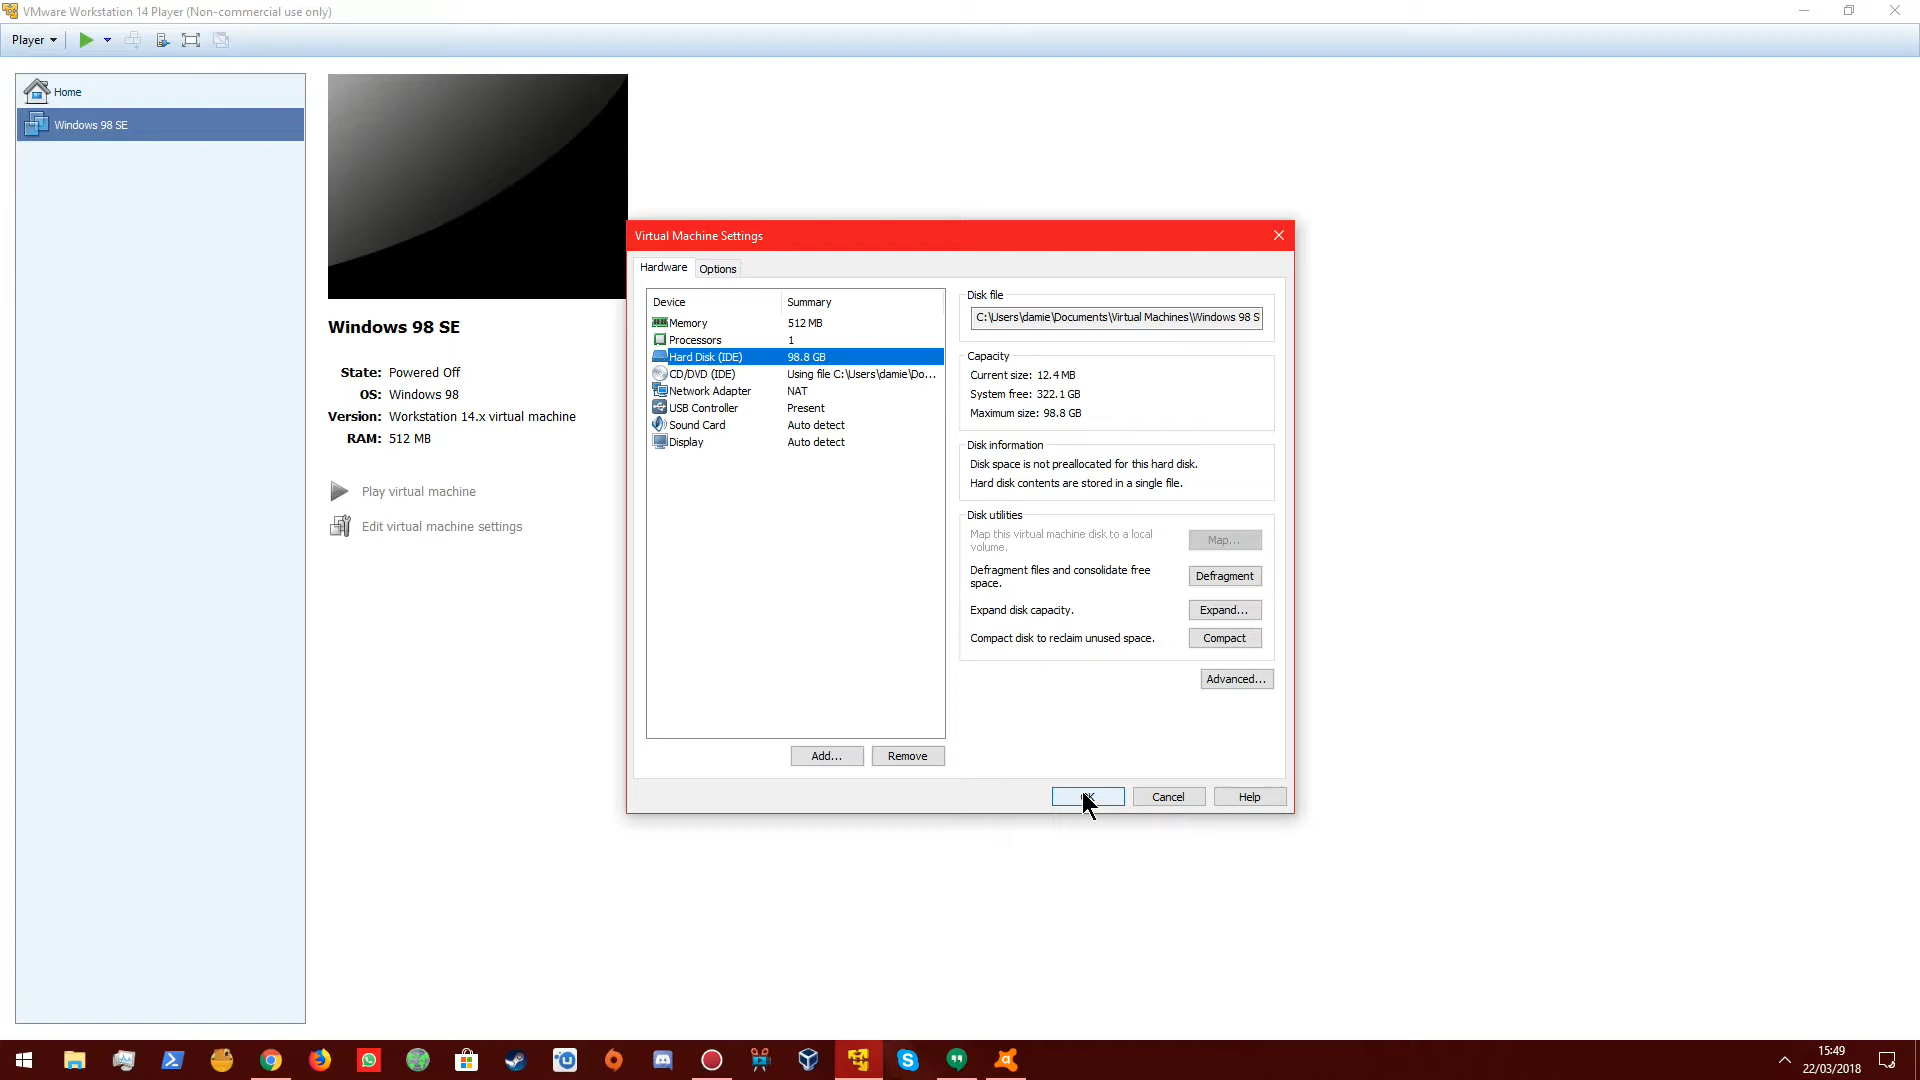 VMware Workstation 14 Player (Non-commercial use only)
Player
Home
Windows 98 SE
Windows 98 SE
State: Powered Off
OS: Windows 98
Version: Workstation 14.x virtual machine
RAM: 512 MB
Play virtual machine
Edit virtual machine settings
Virtual Machine Settings
Hardware Options
Device Summary
Memory 512 MB
Processors 1
Hard Disk (IDE) 98.8 GB
CD/DVD (IDE) Using file C:\Users\damie\Do...
Network Adapter NAT
USB Controller Present
Sound Card Auto detect
Display Auto detect
Add... Remove
Disk file
C:\Users\damie\Documents\Virtual Machines\Windows 98 S
Capacity
Current size: 12.4 MB
System free: 322.1 GB
Maximum size: 98.8 GB
Disk information
Disk space is not preallocated for this hard disk.
Hard disk contents are stored in a single file.
Disk utilities
Map this virtual machine disk to a local
volume.
Map...
Defragment files and consolidate free
space.
Defragment
Expand disk capacity. Expand...
Compact disk to reclaim unused space. Compact
Advanced...
Cancel Help
15:49
22/03/2018